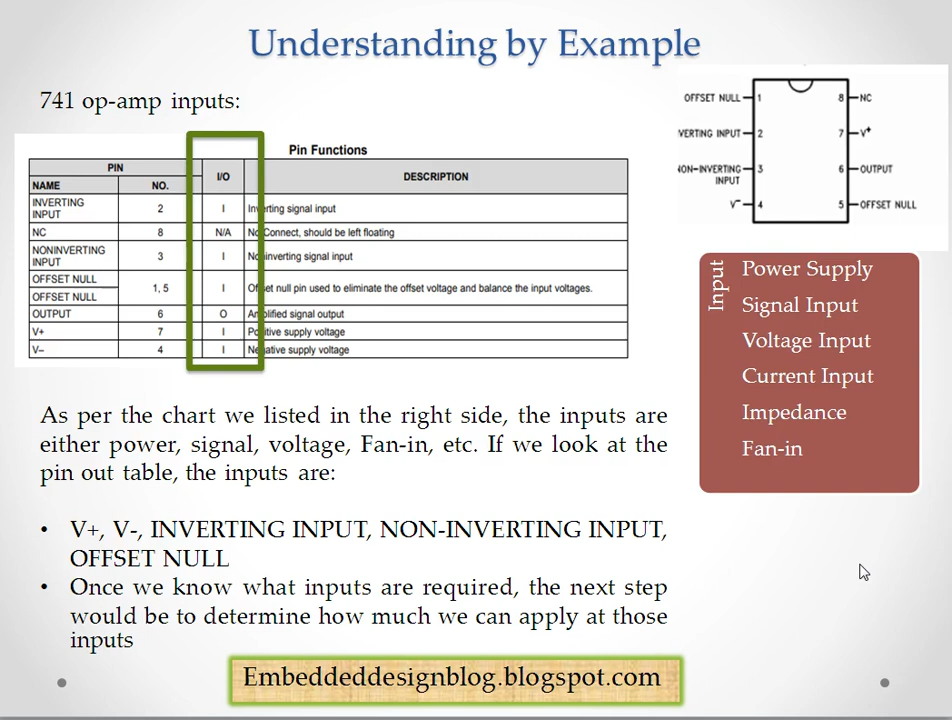 Understanding by Example
741 op-amp inputs:
Pin Functions
PIN
I/O
DESCRIPTION
NAME
NO.
INVERTING
INPUT
2
I
Inverting signal input
NC
8
N/A
No Connect, should be left floating
NONINVERTING
INPUT
3
I
Noninverting signal input
OFFSET NULL
OFFSET NULL
1, 5
I
Offset null pin used to eliminate the offset voltage and balance the input voltages.
OUTPUT
6
O
Amplified signal output
V+
7
I
Positive supply voltage
V–
4
I
Negative supply voltage
OFFSET NULL
1
8
NC
VERTING INPUT
2
7
V+
NON-INVERTING
INPUT
3
6
OUTPUT
V-
4
5
OFFSET NULL
Input
Power Supply
Signal Input
Voltage Input
Current Input
Impedance
Fan-in
As per the chart we listed in the right side, the inputs are
either power, signal, voltage, Fan-in, etc. If we look at the
pin out table, the inputs are:
• V+, V-, INVERTING INPUT, NON-INVERTING INPUT,
OFFSET NULL
• Once we know what inputs are required, the next step
would be to determine how much we can apply at those
inputs
Embeddeddesignblog.blogspot.com